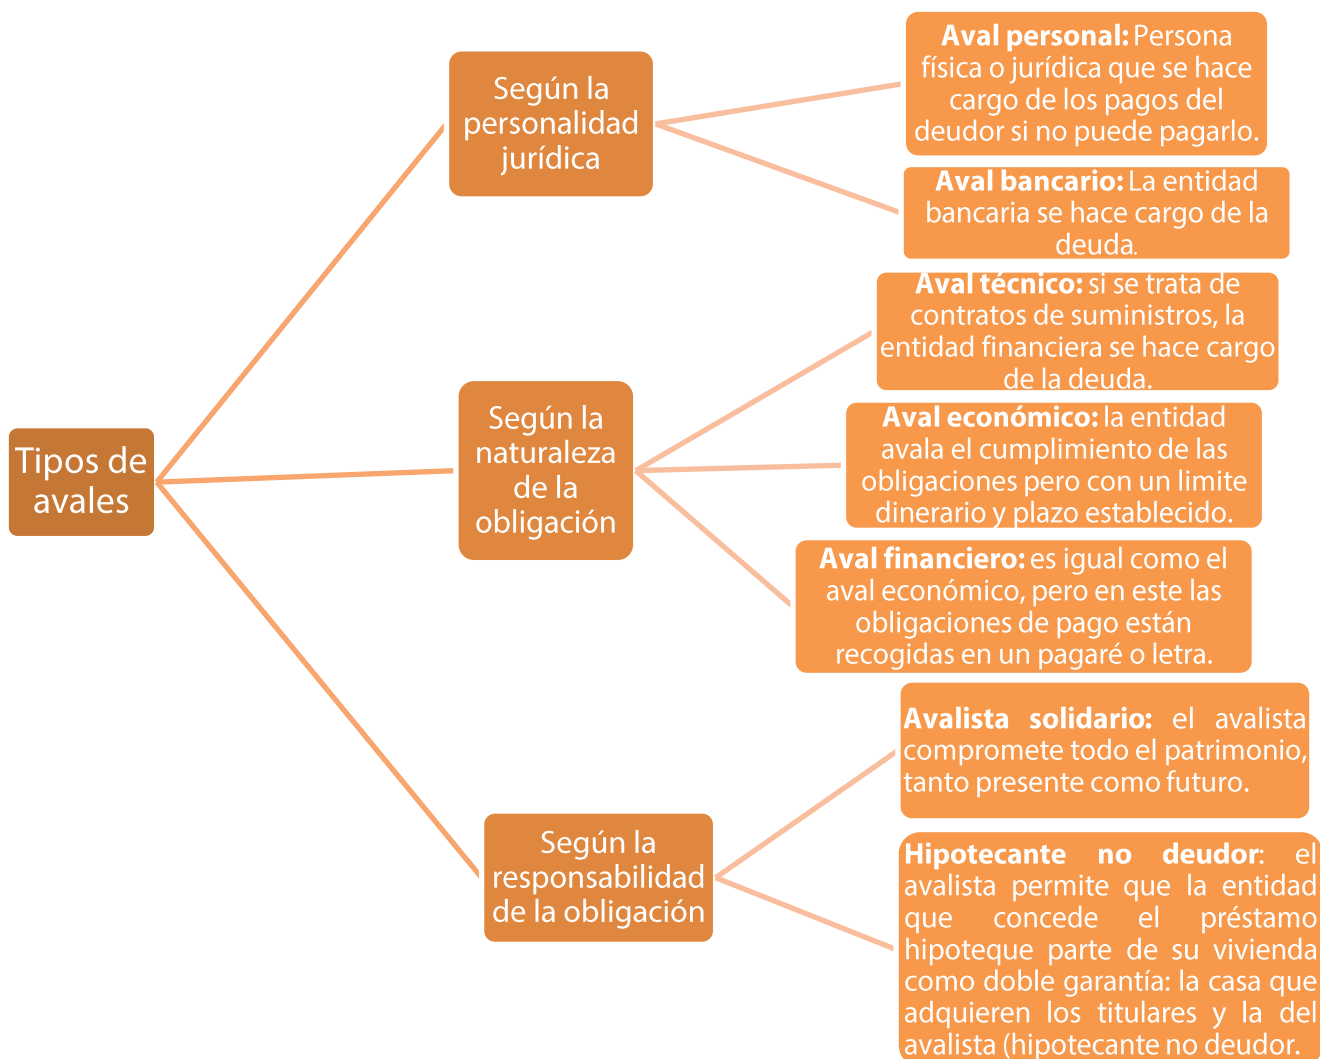 Tipos de
avales
Según la
personalidad
jurídica
Aval personal: Persona
física o jurídica que se hace
cargo de los pagos del
deudor si no puede pagarlo.
Aval bancario: La entidad
bancaria se hace cargo de la
deuda.
Según la
naturaleza
de la
obligación
Aval técnico: si se trata de
contratos de suministros, la
entidad financiera se hace cargo
de la deuda.
Aval económico: la entidad
avala el cumplimiento de las
obligaciones pero con un limite
dinerario y plazo establecido.
Aval financiero: es igual como el
aval económico, pero en este las
obligaciones de pago están
recogidas en un pagaré o letra.
Según la
responsabilidad
de la obligación
Avalista solidario: el avalista
compromete todo el patrimonio,
tanto presente como futuro.
Hipotecante no deudor: el
avalista permite que la entidad
que concede el préstamo
hipoteque parte de su vivienda
como doble garantía: la casa que
adquieren los titulares y la del
avalista (hipotecante no deudor.